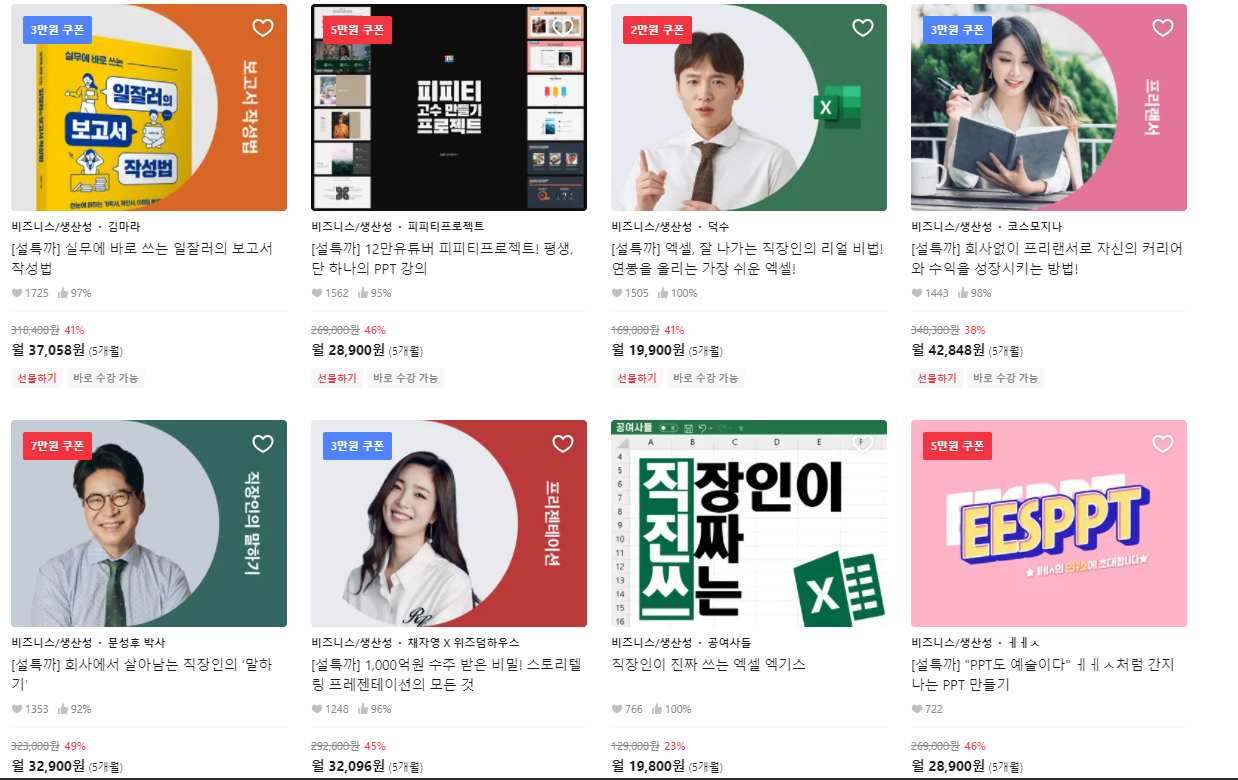 3만원 쿠폰
실무에 바로 쓰는
일잘러의
보고서
작성법
보고서 작성법
비즈니스/생산성 · 김마라
[설특까] 실무에 바로 쓰는 일잘러의 보고서
작성법
1725 97%
318,400원 41%
월 37,058원 (5개월)
선물하기 바로 수강 가능
5만원 쿠폰
피피티
고수 만들기
프로젝트
비즈니스/생산성 · 피피티프로젝트
[설특까] 12만유튜버 피피티프로젝트! 평생,
단 하나의 PPT 강의
1562 95%
269,000원 46%
월 28,900원 (5개월)
선물하기 바로 수강 가능
2만원 쿠폰
X
비즈니스/생산성 · 덕수
[설특까] 엑셀, 잘 나가는 직장인의 리얼 비법!
연봉을 올리는 가장 쉬운 엑셀!
1505 100%
169,000원 41%
월 19,900원 (5개월)
선물하기 바로 수강 가능
3만원 쿠폰
프리랜서
비즈니스/생산성 · 코스모지나
[설특까] 회사없이 프리랜서로 자신의 커리어
와 수익을 성장시키는 방법!
1443 98%
348,300원 38%
월 42,848원 (5개월)
선물하기 바로 수강 가능
7만원 쿠폰
직장인의 말하기
비즈니스/생산성 · 문성후 박사
[설특까] 회사에서 살아남는 직장인의 ‘말하
기’
1353 92%
323,000원 49%
월 32,900원 (5개월)
3만원 쿠폰
프리젠테이션
비즈니스/생산성 · 채자영 X 위즈덤하우스
[설특까] 1,000억원 수주 받은 비밀! 스토리텔
링 프레젠테이션의 모든 것
1248 96%
292,800원 45%
월 32,096원 (5개월)
공여사들
A B C D E F
4
5
6
7
8
9
10
11
12
13
14
15
16
직장인이
진짜
쓰는
X
비즈니스/생산성 · 공여사들
직장인이 진짜 쓰는 엑셀 엑기스
766 100%
129,000원 23%
월 19,800원 (5개월)
5만원 쿠폰
EESPPT
★ㅔㅔㅅ의 연구소에 초대합니다★
비즈니스/생산성 · ㅔㅔㅅ
[설특까] "PPT도 예술이다" ㅔㅔㅅ처럼 간지
나는 PPT 만들기
722
269,000원 46%
월 28,900원 (5개월)